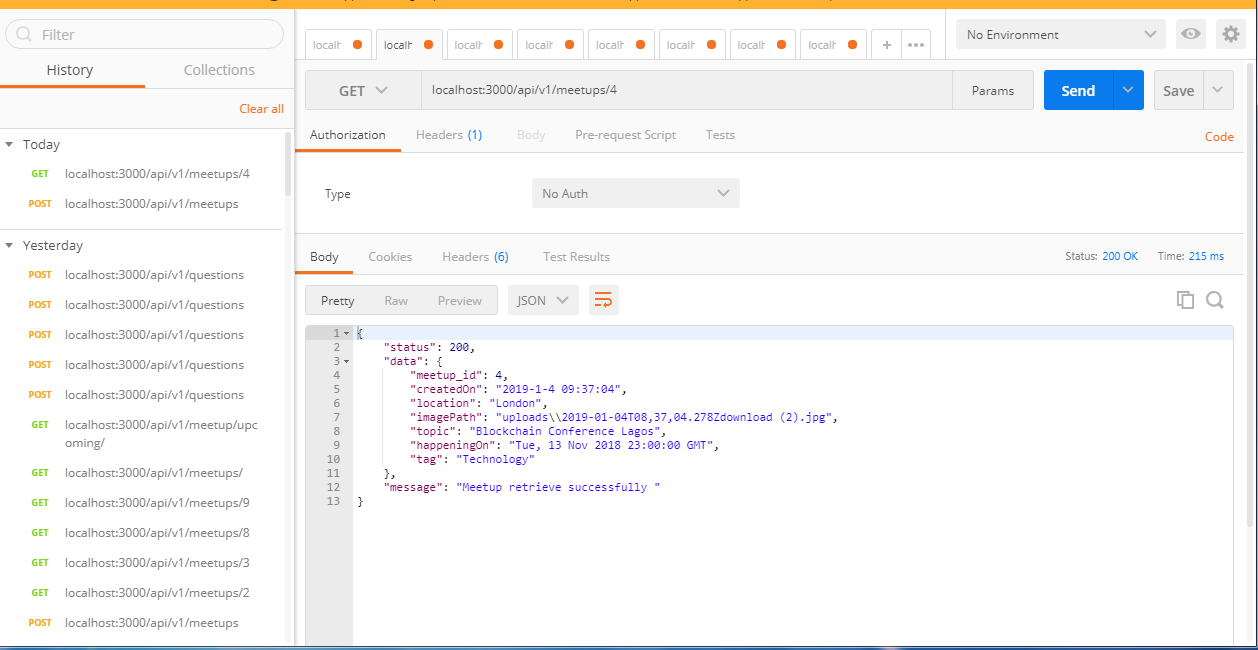 Filter
History
Collections
Clear all
Today
GET localhost:3000/api/v1/meetups/4
POST localhost:3000/api/v1/meetups
Yesterday
POST localhost:3000/api/v1/questions
POST localhost:3000/api/v1/questions
POST localhost:3000/api/v1/questions
POST localhost:3000/api/v1/questions
POST localhost:3000/api/v1/questions
GET localhost:3000/api/v1/meetup/upc
oming/
GET localhost:3000/api/v1/meetups/
GET localhost:3000/api/v1/meetups/9
GET localhost:3000/api/v1/meetups/8
GET localhost:3000/api/v1/meetups/3
GET localhost:3000/api/v1/meetups/2
POST localhost:3000/api/v1/meetups
localh localh localh localh localh localh localh localh + •••
No Environment
GET localhost:3000/api/v1/meetups/4 Params Send Save
Authorization Headers (1) Body Pre-request Script Tests Code
Type No Auth
Body Cookies Headers (6) Test Results Status: 200 OK Time: 215 ms
Pretty Raw Preview JSON
1 {
2 "status": 200,
3 "data": {
4 "meetup_id": 4,
5 "createdOn": "2019-1-4 09:37:04",
6 "location": "London",
7 "imagePath": "uploads\\2019-01-04T08,37,04.278Zdownload (2).jpg",
8 "topic": "Blockchain Conference Lagos",
9 "happeningOn": "Tue, 13 Nov 2018 23:00:00 GMT",
10 "tag": "Technology"
11 },
12 "message": "Meetup retrieve successfully "
13 }